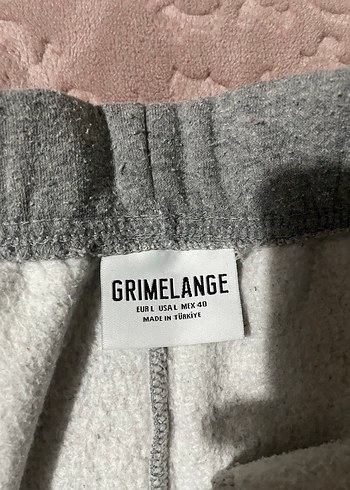 GRIMELANGE
EUR L USA L MEX 40
MADE IN TÜRKİYE